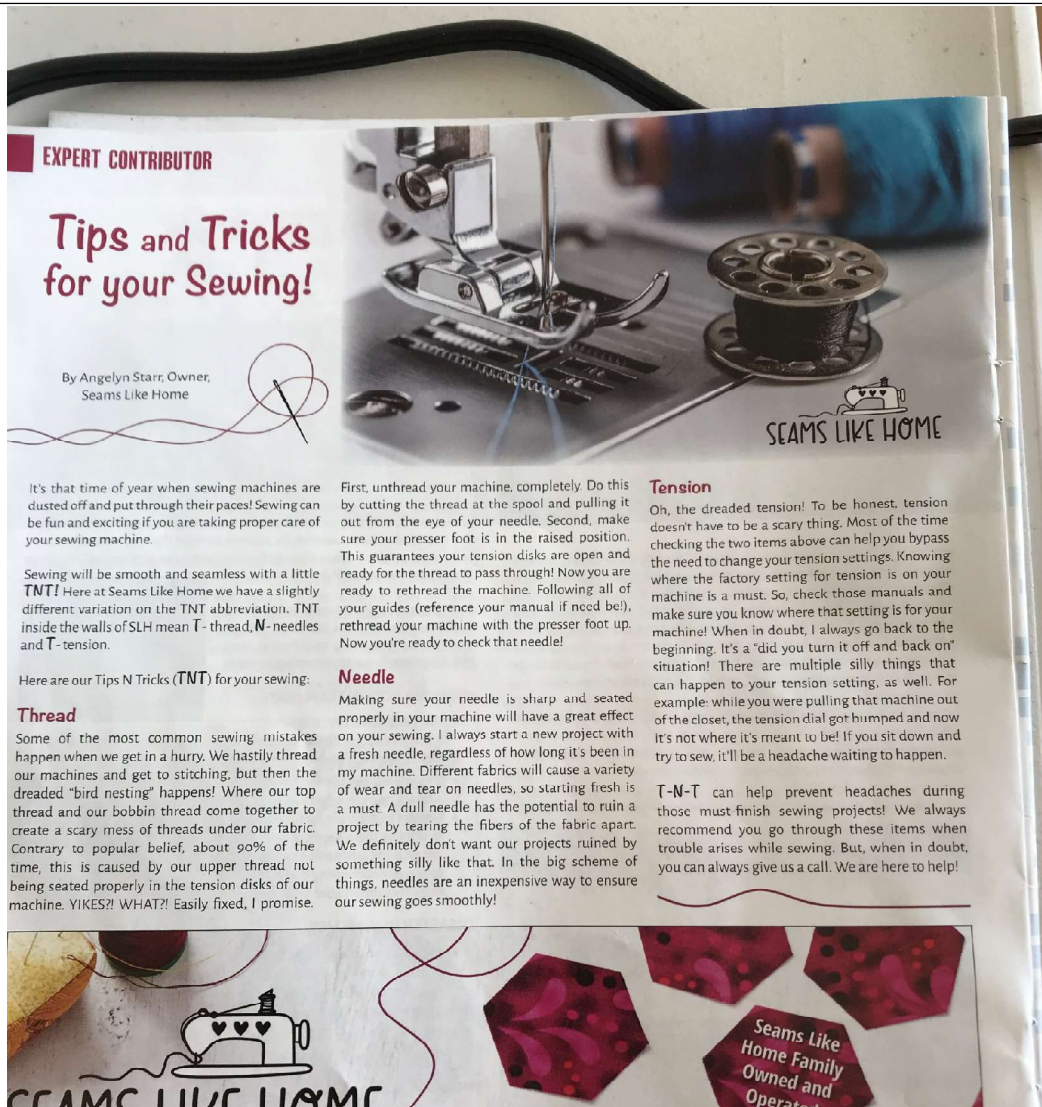 EXPERT CONTRIBUTOR
Tips and Tricks
for your Sewing!
By Angelyn Starr, Owner,
Seams Like Home
SEAMS LIKE HOME
It's that time of year when sewing machines are
dusted off and put through their paces! Sewing can
be fun and exciting if you are taking proper care of
your sewing machine.
Sewing will be smooth and seamless with a little
TNT! Here at Seams Like Home we have a slightly
different variation on the TNT abbreviation. TNT
inside the walls of SLH mean T- thread, N- needles
and T- tension.
Here are our Tips N Tricks (TNT) for your sewing:
Thread
Some of the most common sewing mistakes
happen when we get in a hurry. We hastily thread
our machines and get to stitching, but then the
dreaded "bird nesting" happens! Where our top
thread and our bobbin thread come together to
create a scary mess of threads under our fabric.
Contrary to popular belief, about 90% of the
time, this is caused by our upper thread not
being seated properly in the tension disks of our
machine. YIKES?! WHAT?! Easily fixed, I promise.
First, unthread your machine, completely. Do this
by cutting the thread at the spool and pulling it
out from the eye of your needle. Second, make
sure your presser foot is in the raised position.
This guarantees your tension disks are open and
ready for the thread to pass through! Now you are
ready to rethread the machine. Following all of
your guides (reference your manual if need be!),
rethread your machine with the presser foot up.
Now you're ready to check that needle!
Needle
Making sure your needle is sharp and seated
properly in your machine will have a great effect
on your sewing. I always start a new project with
a fresh needle, regardless of how long it's been in
my machine. Different fabrics will cause a variety
of wear and tear on needles, so starting fresh is
a must. A dull needle has the potential to ruin a
project by tearing the fibers of the fabric apart.
We definitely don't want our projects ruined by
something silly like that. In the big scheme of
things, needles are an inexpensive way to ensure
our sewing goes smoothly!
Tension
Oh, the dreaded tension! To be honest, tension
doesn't have to be a scary thing. Most of the time
checking the two items above can help you bypass
the need to change your tension settings. Knowing
where the factory setting for tension is on your
machine is a must. So, check those manuals and
make sure you know where that setting is for your
machine! When in doubt, I always go back to the
beginning. It's a "did you turn it off and back on"
situation! There are multiple silly things that
can happen to your tension setting, as well. For
example: while you were pulling that machine out
of the closet, the tension dial got bumped and now
it's not where it's meant to be! If you sit down and
try to sew, it'll be a headache waiting to happen.
T-N-T can help prevent headaches during
those must-finish sewing projects! We always
recommend you go through these items when
trouble arises while sewing. But, when in doubt,
you can always give us a call. We are here to help!
SEAMS LIKE HOME
Seams Like
Home Family
Owned and
Operated